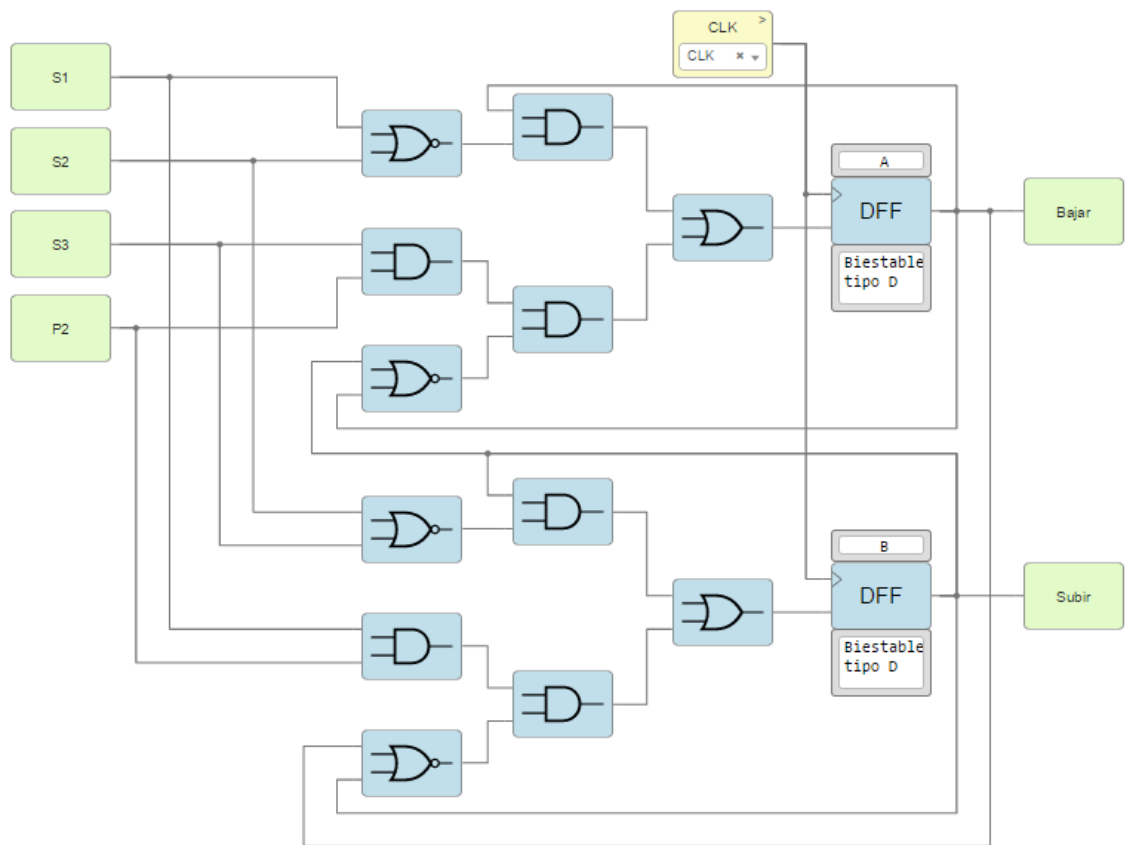 CLK
>
CLK × ▾
S1
S2
S3
P2
A
DFF
Biestable
tipo D
Bajar
B
DFF
Biestable
tipo D
Subir